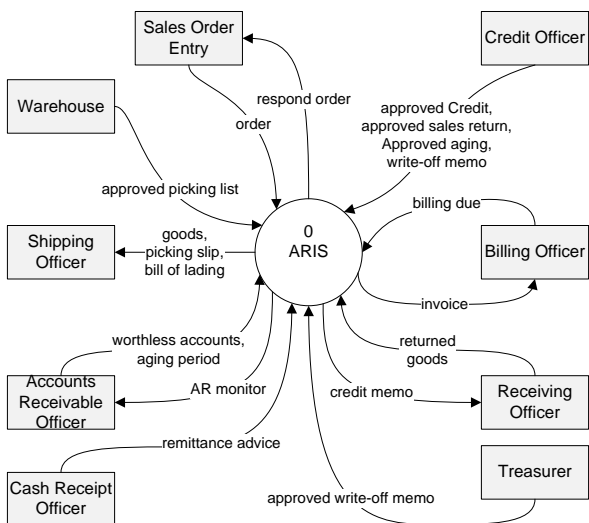 Sales Order
Entry
Credit Officer
respond order
Warehouse
order
approved Credit,
approved sales return,
Approved aging,
write-off memo
approved picking list
billing due
0
ARIS
Shipping
Officer
goods,
picking slip,
bill of lading
Billing Officer
invoice
worthless accounts,
aging period
returned
goods
Accounts
Receivable
Officer
AR monitor
credit memo
Receiving
Officer
remittance advice
Treasurer
Cash Receipt
Officer
approved write-off memo